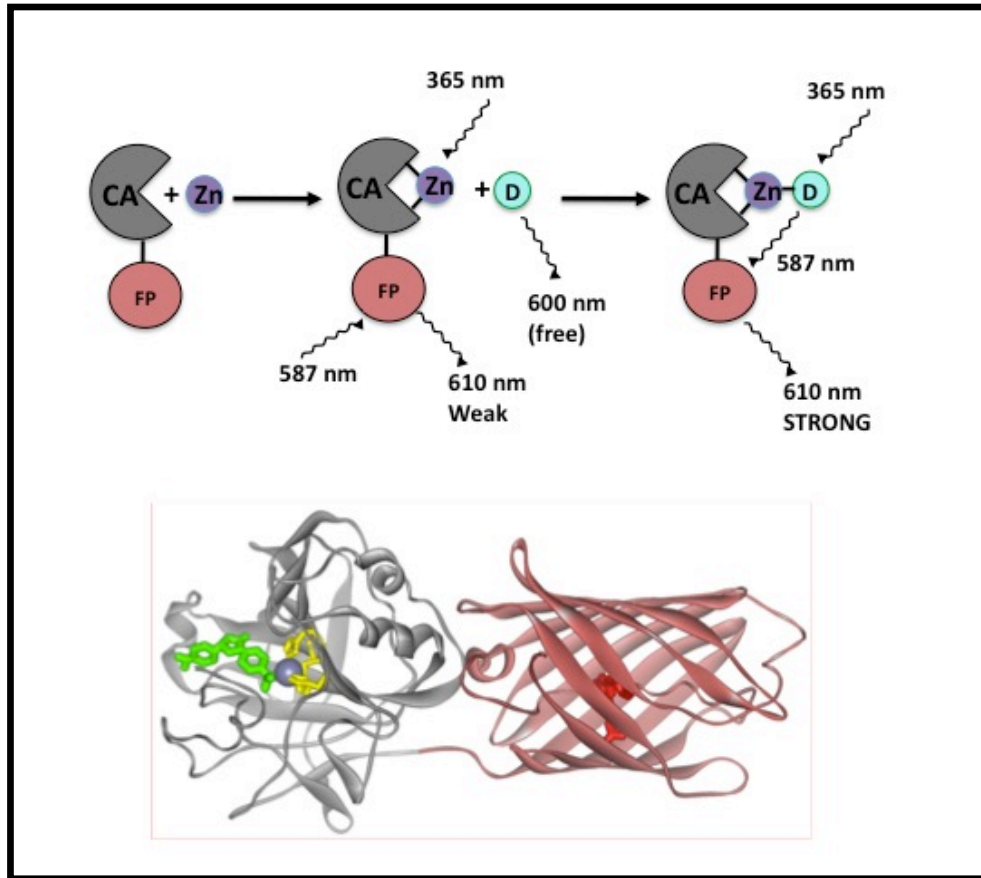 365 nm
365 nm
CA + Zn
CA Zn + D
CA Zn D
587 nm
FP
FP
FP
600 nm
(free)
587 nm
610 nm
Weak
610 nm
STRONG